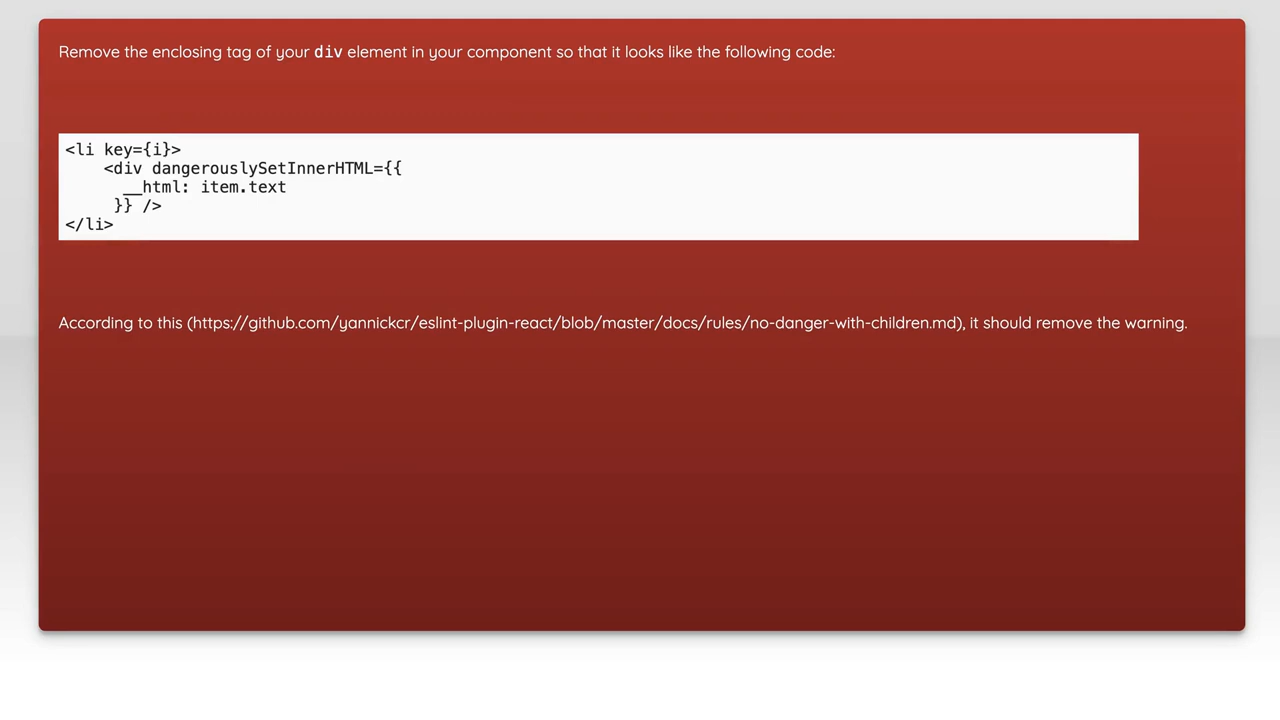 Remove the enclosing tag of your div element in your component so that it looks like the following code:
<li key={i}>
    <div dangerouslySetInnerHTML={{
      __html: item.text
     }} />
</li>
According to this (https://github.com/yannickcr/eslint-plugin-react/blob/master/docs/rules/no-danger-with-children.md), it should remove the warning.